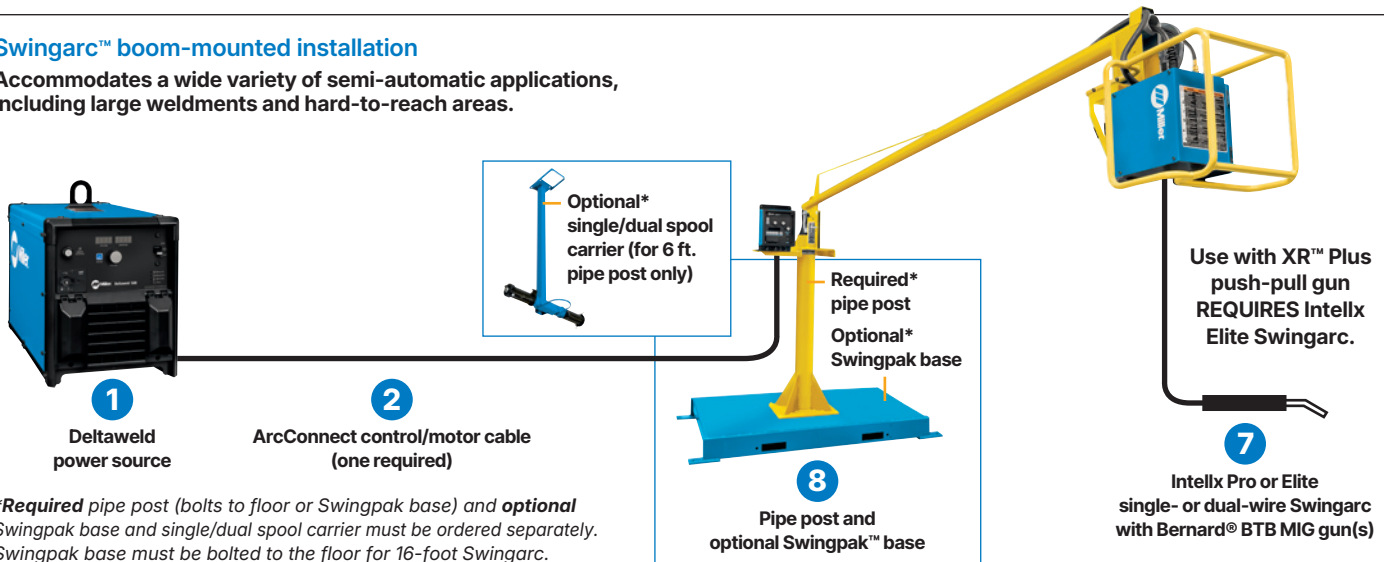 Swingarc™ boom-mounted installation
Accommodates a wide variety of semi-automatic applications,
including large weldments and hard-to-reach areas.
Optional*
single/dual spool
carrier (for 6 ft.
pipe post only)
Required*
pipe post
Optional*
Swingpak base
Miller
Use with XR™ Plus
push-pull gun
REQUIRES Intellx
Elite Swingarc.
Miller
1
Deltaweld
power source
2
ArcConnect control/motor cable
(one required)
8
Pipe post and
optional Swingpak™ base
7
Intellx Pro or Elite
single- or dual-wire Swingarc
with Bernard® BTB MIG gun(s)
*Required pipe post (bolts to floor or Swingpak base) and optional
Swingpak base and single/dual spool carrier must be ordered separately.
Swingpak base must be bolted to the floor for 16-foot Swingarc.